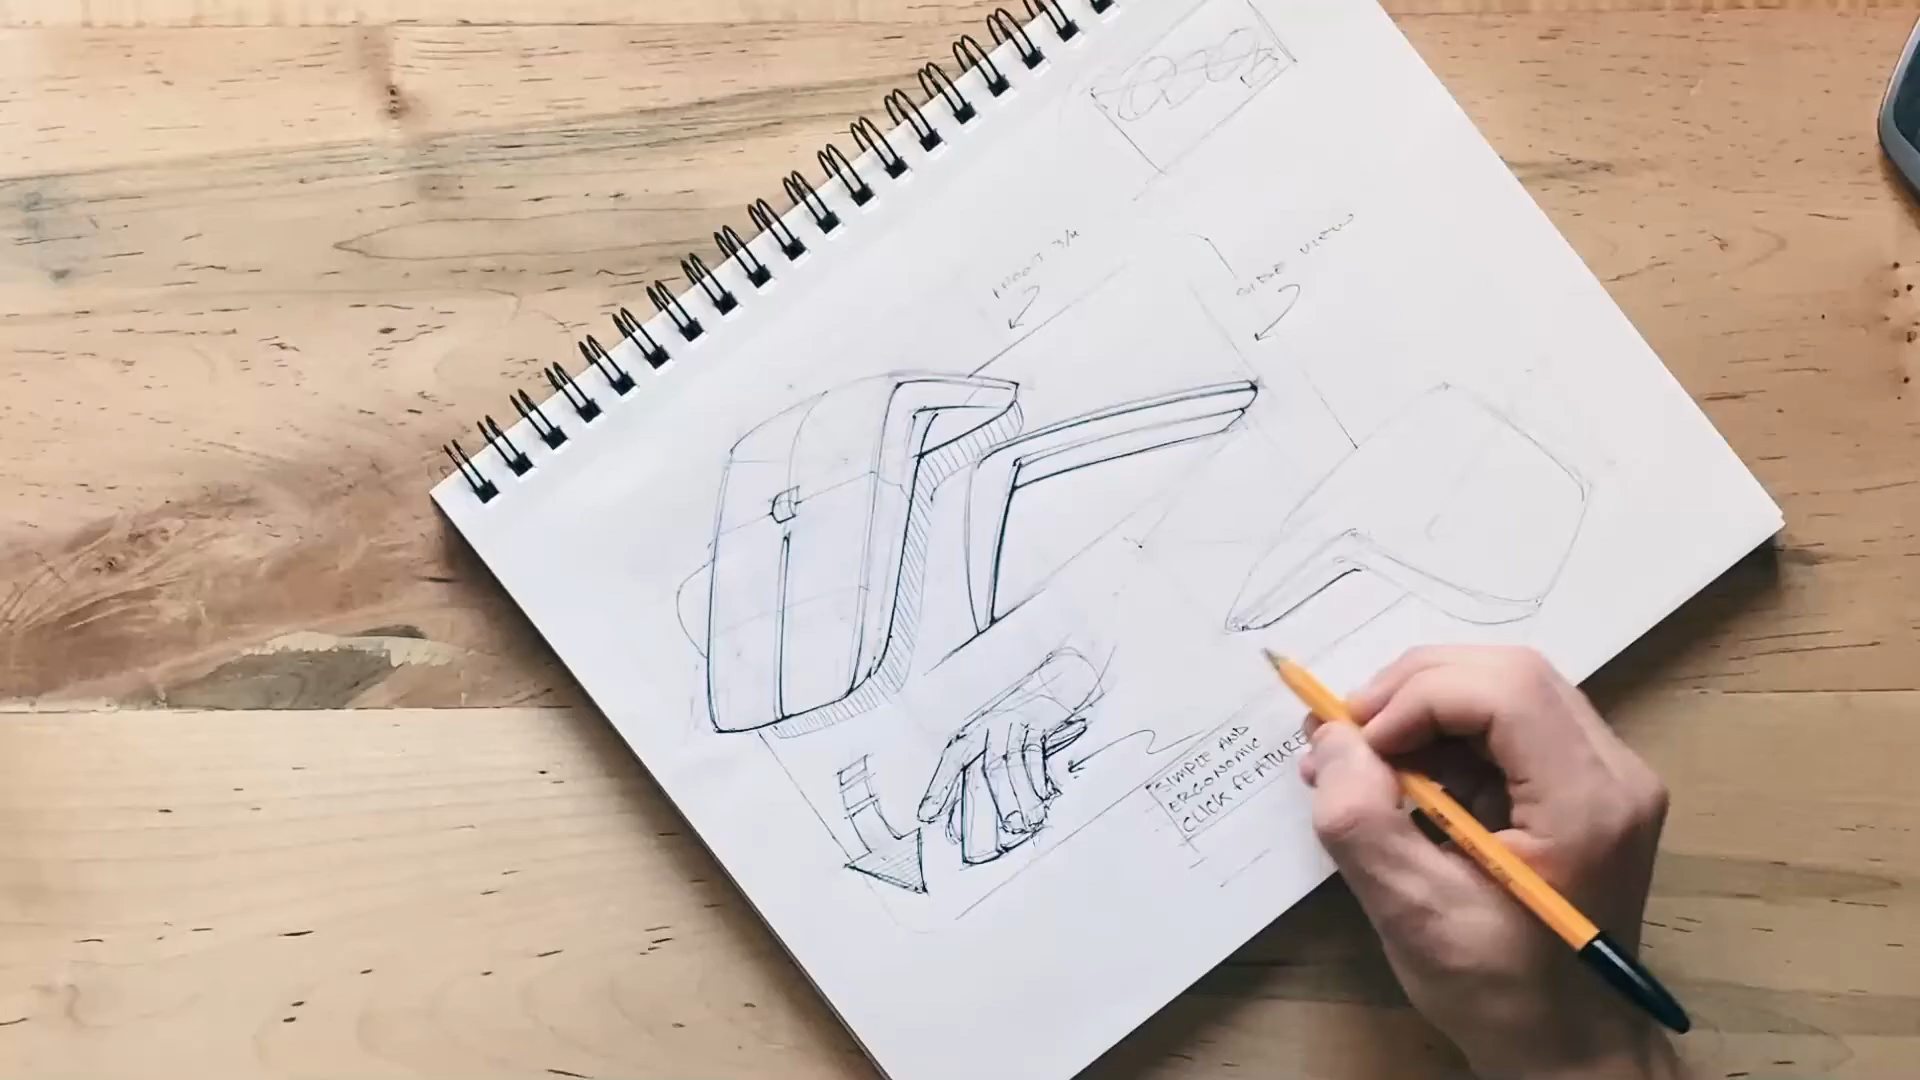 FRONT 3/4
SIDE VIEW
SIMPLE AND
ERGONOMIC
CLICK FEATURE